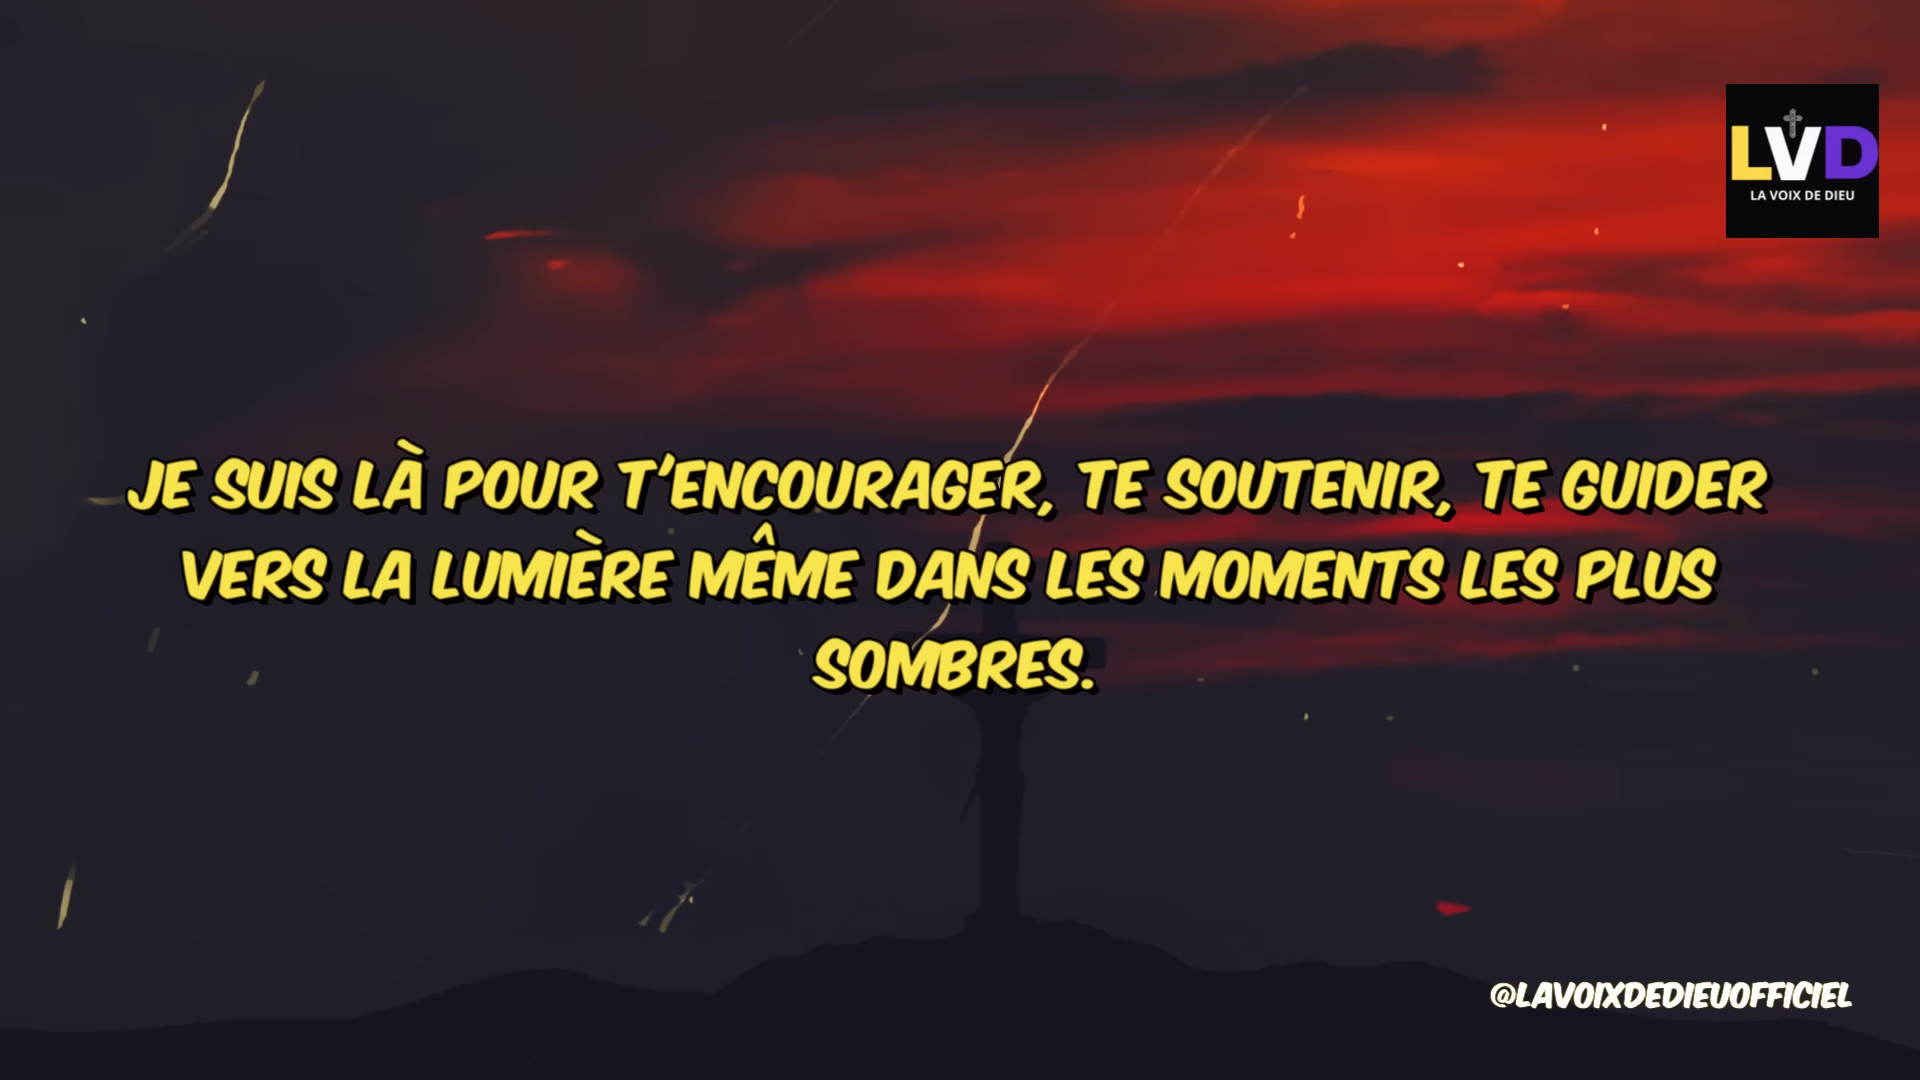 LVD
LA VOIX DE DIEU
JE SUIS LÀ POUR T'ENCOURAGER, TE SOUTENIR, TE GUIDER
VERS LA LUMIÈRE MÊME DANS LES MOMENTS LES PLUS
SOMBRES.
@LAVOIXDEDIEUOFFICIEL